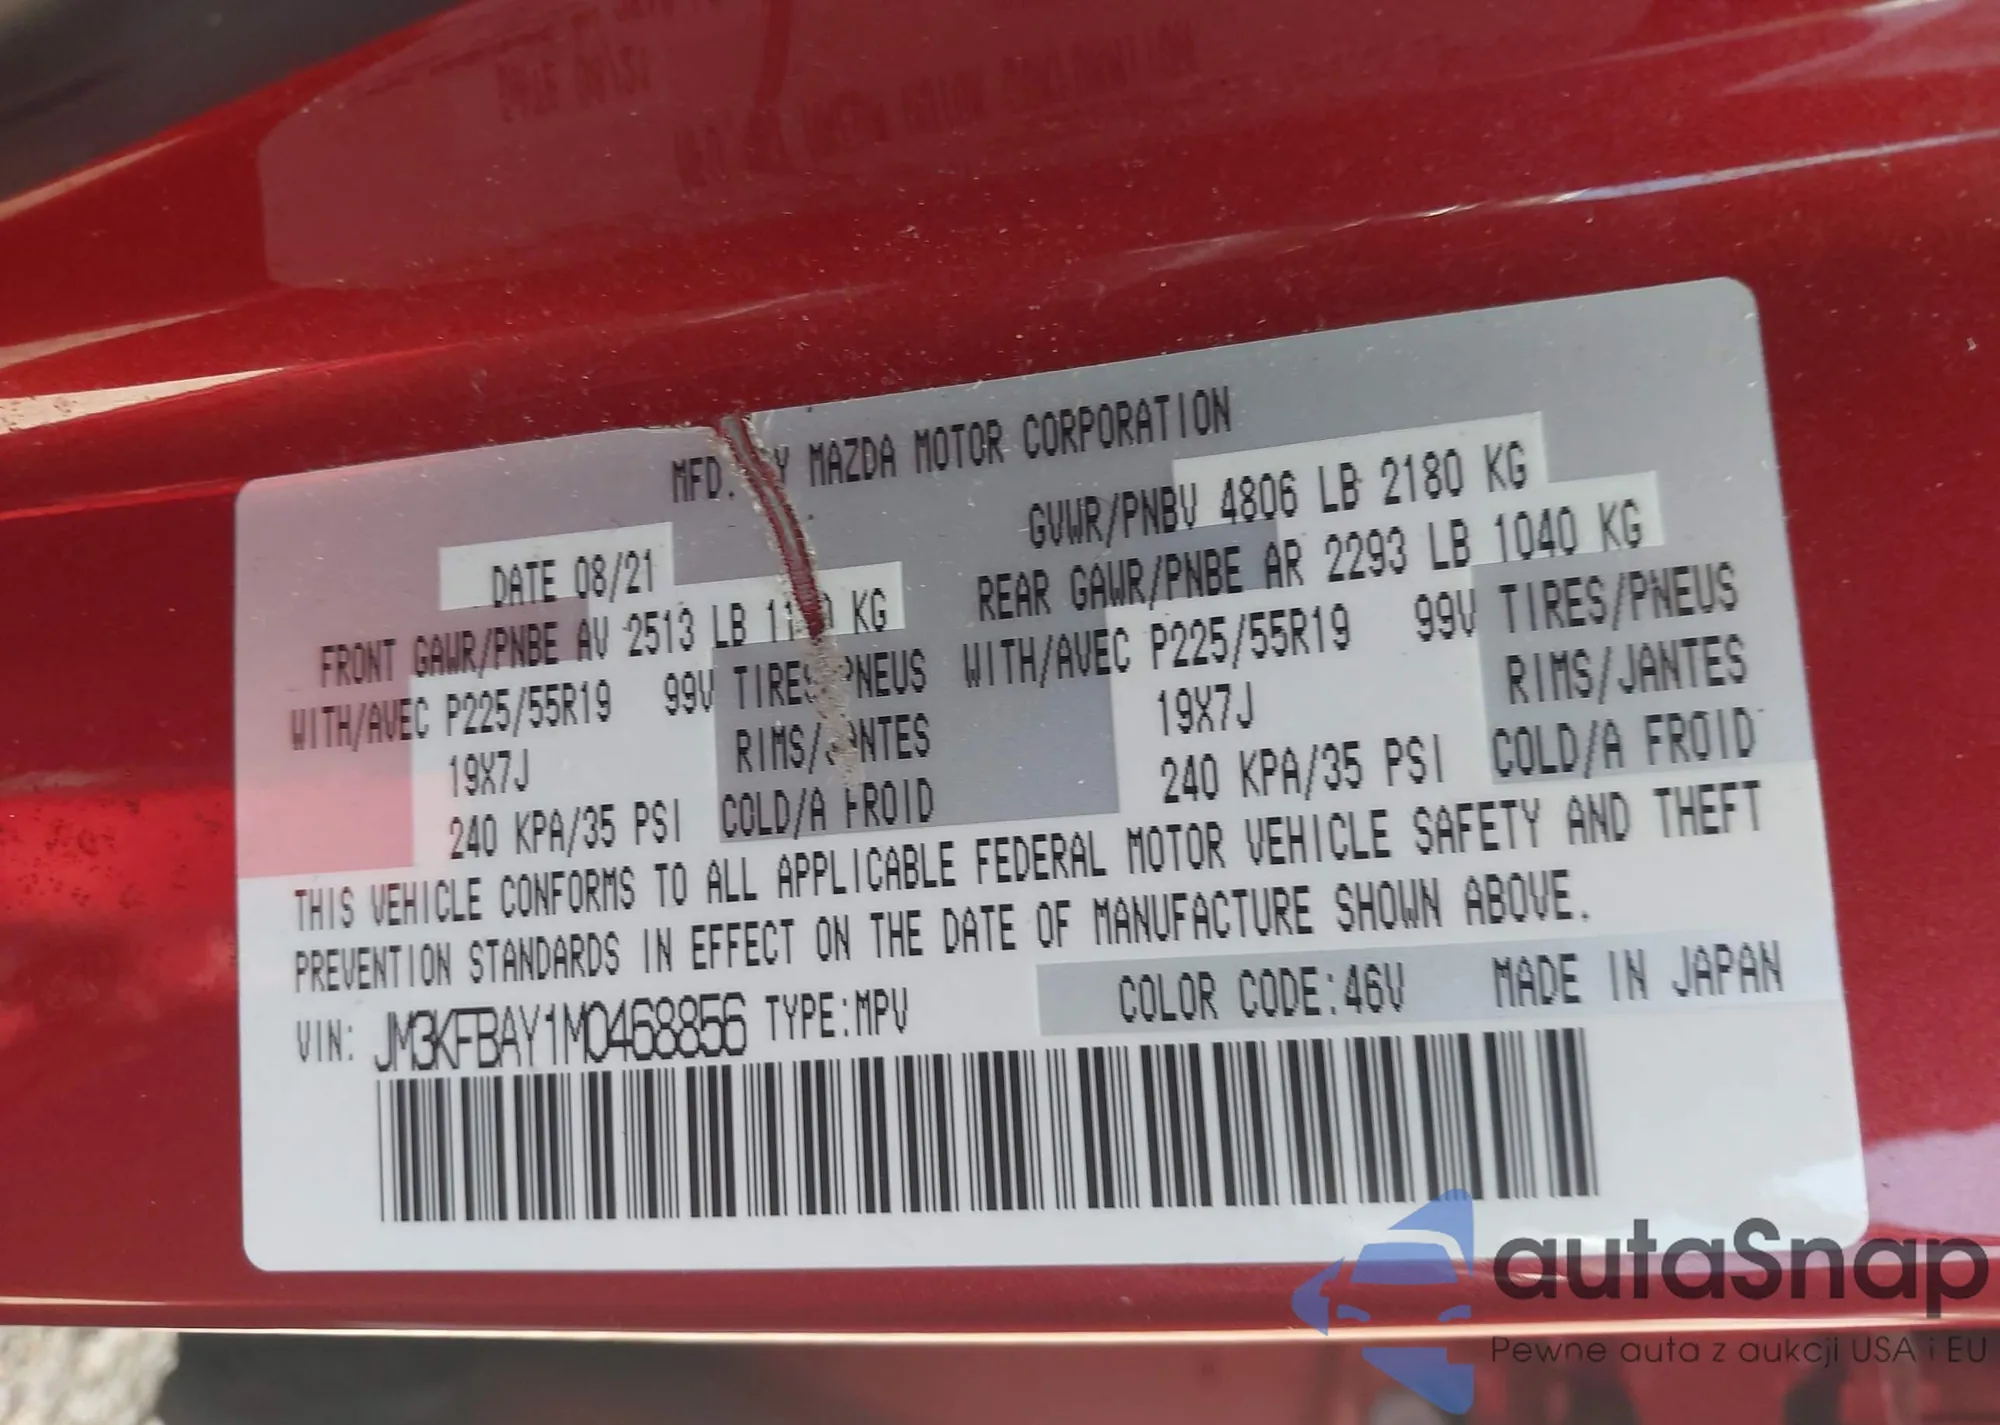 MFD. BY MAZDA MOTOR CORPORATION
DATE 08/21
GVWR/PNBV 4806 LB 2180 KG
FRONT GAWR/PNBE AV 2513 LB KG
REAR GAWR/PNBE AR 2293 LB 1040 KG
WITH/AVEC P225/55R19 99V TIRES/PNEUS
WITH/AVEC P225/55R19 99V TIRES/PNEUS
19X7J RIMS/JANTES
19X7J RIMS/JANTES
240 KPA/35 PSI COLD/A FROID
240 KPA/35 PSI COLD/A FROID
THIS VEHICLE CONFORMS TO ALL APPLICABLE FEDERAL MOTOR VEHICLE SAFETY AND THEFT
PREVENTION STANDARDS IN EFFECT ON THE DATE OF MANUFACTURE SHOWN ABOVE.
VIN: JM3KFBAY1M0468856 TYPE:MPV COLOR CODE:46V MADE IN JAPAN
autaSnap
Pewne auta z aukcji USA i EU